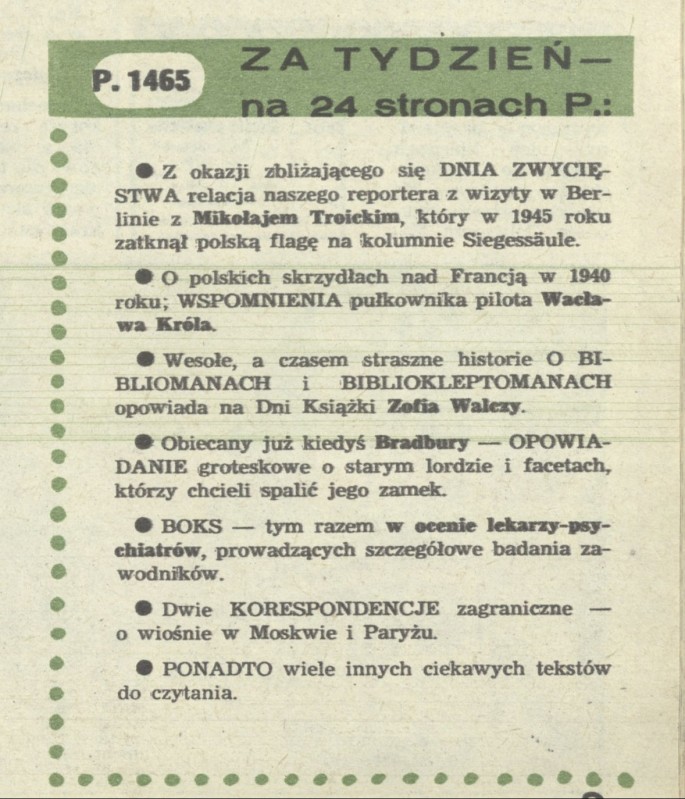 P. 1465
ZA TYDZIEŃ—
na 24 stronach P.:
● Z okazji zbliżającego się DNIA ZWYCIĘ-
STWA relacja naszego reportera z wizyty w Ber-
linie z Mikołajem Troickim, który w 1945 roku
zatknął polską flagę na kolumnie Siegessäule.
● O polskich skrzydłach nad Francją w 1940
roku; WSPOMNIENIA pułkownika pilota Wacła-
wa Króla.
● Wesołe, a czasem straszne historie O BI-
BLIOMANACH i BIBLIOKLEPTOMANACH
opowiada na Dni Książki Zofia Walczy.
● Obiecany już kiedyś Bradbury — OPOWIA-
DANIE groteskowe o starym lordzie i facetach,
którzy chcieli spalić jego zamek.
● BOKS — tym razem w ocenie lekarzy-psy-
chiatrów, prowadzących szczegółowe badania za-
wodników.
● Dwie KORESPONDENCJE zagraniczne —
o wiośnie w Moskwie i Paryżu.
● PONADTO wiele innych ciekawych tekstów
do czytania.